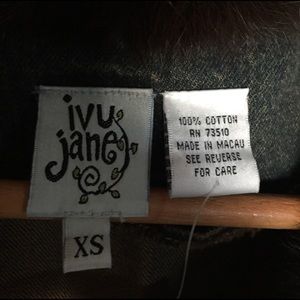 ivy
jane
XS
100% COTTON
RN 73510
MADE IN MACAU
SEE REVERSE
FOR CARE